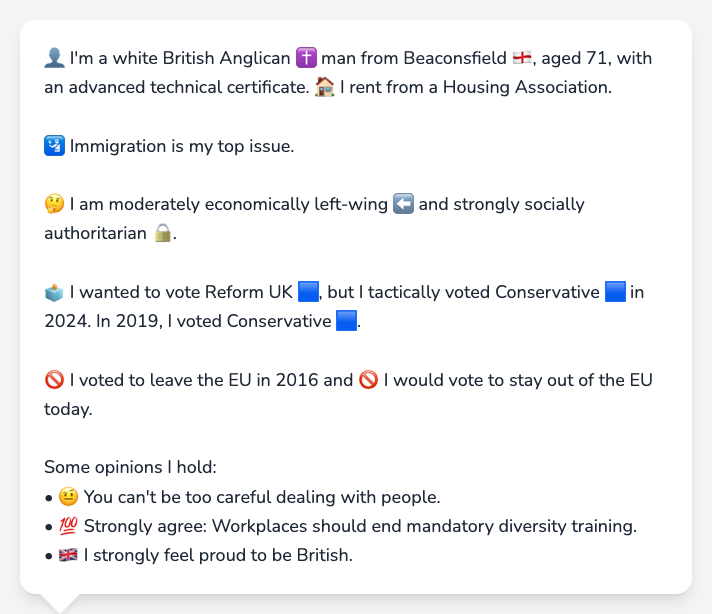 👤 I'm a white British Anglican ✝️ man from Beaconsfield 🏴󠁧󠁢󠁥󠁮󠁧󠁿, aged 71, with
an advanced technical certificate. 🏠 I rent from a Housing Association.
🛂 Immigration is my top issue.
🤔 I am moderately economically left-wing ⬅️ and strongly socially
authoritarian 🔒.
🗳️ I wanted to vote Reform UK 🟦, but I tactically voted Conservative 🟦 in
2024. In 2019, I voted Conservative 🟦.
🚫 I voted to leave the EU in 2016 and 🚫 I would vote to stay out of the EU
today.
Some opinions I hold:
• 🤨 You can't be too careful dealing with people.
• 💯 Strongly agree: Workplaces should end mandatory diversity training.
• 🇬🇧 I strongly feel proud to be British.